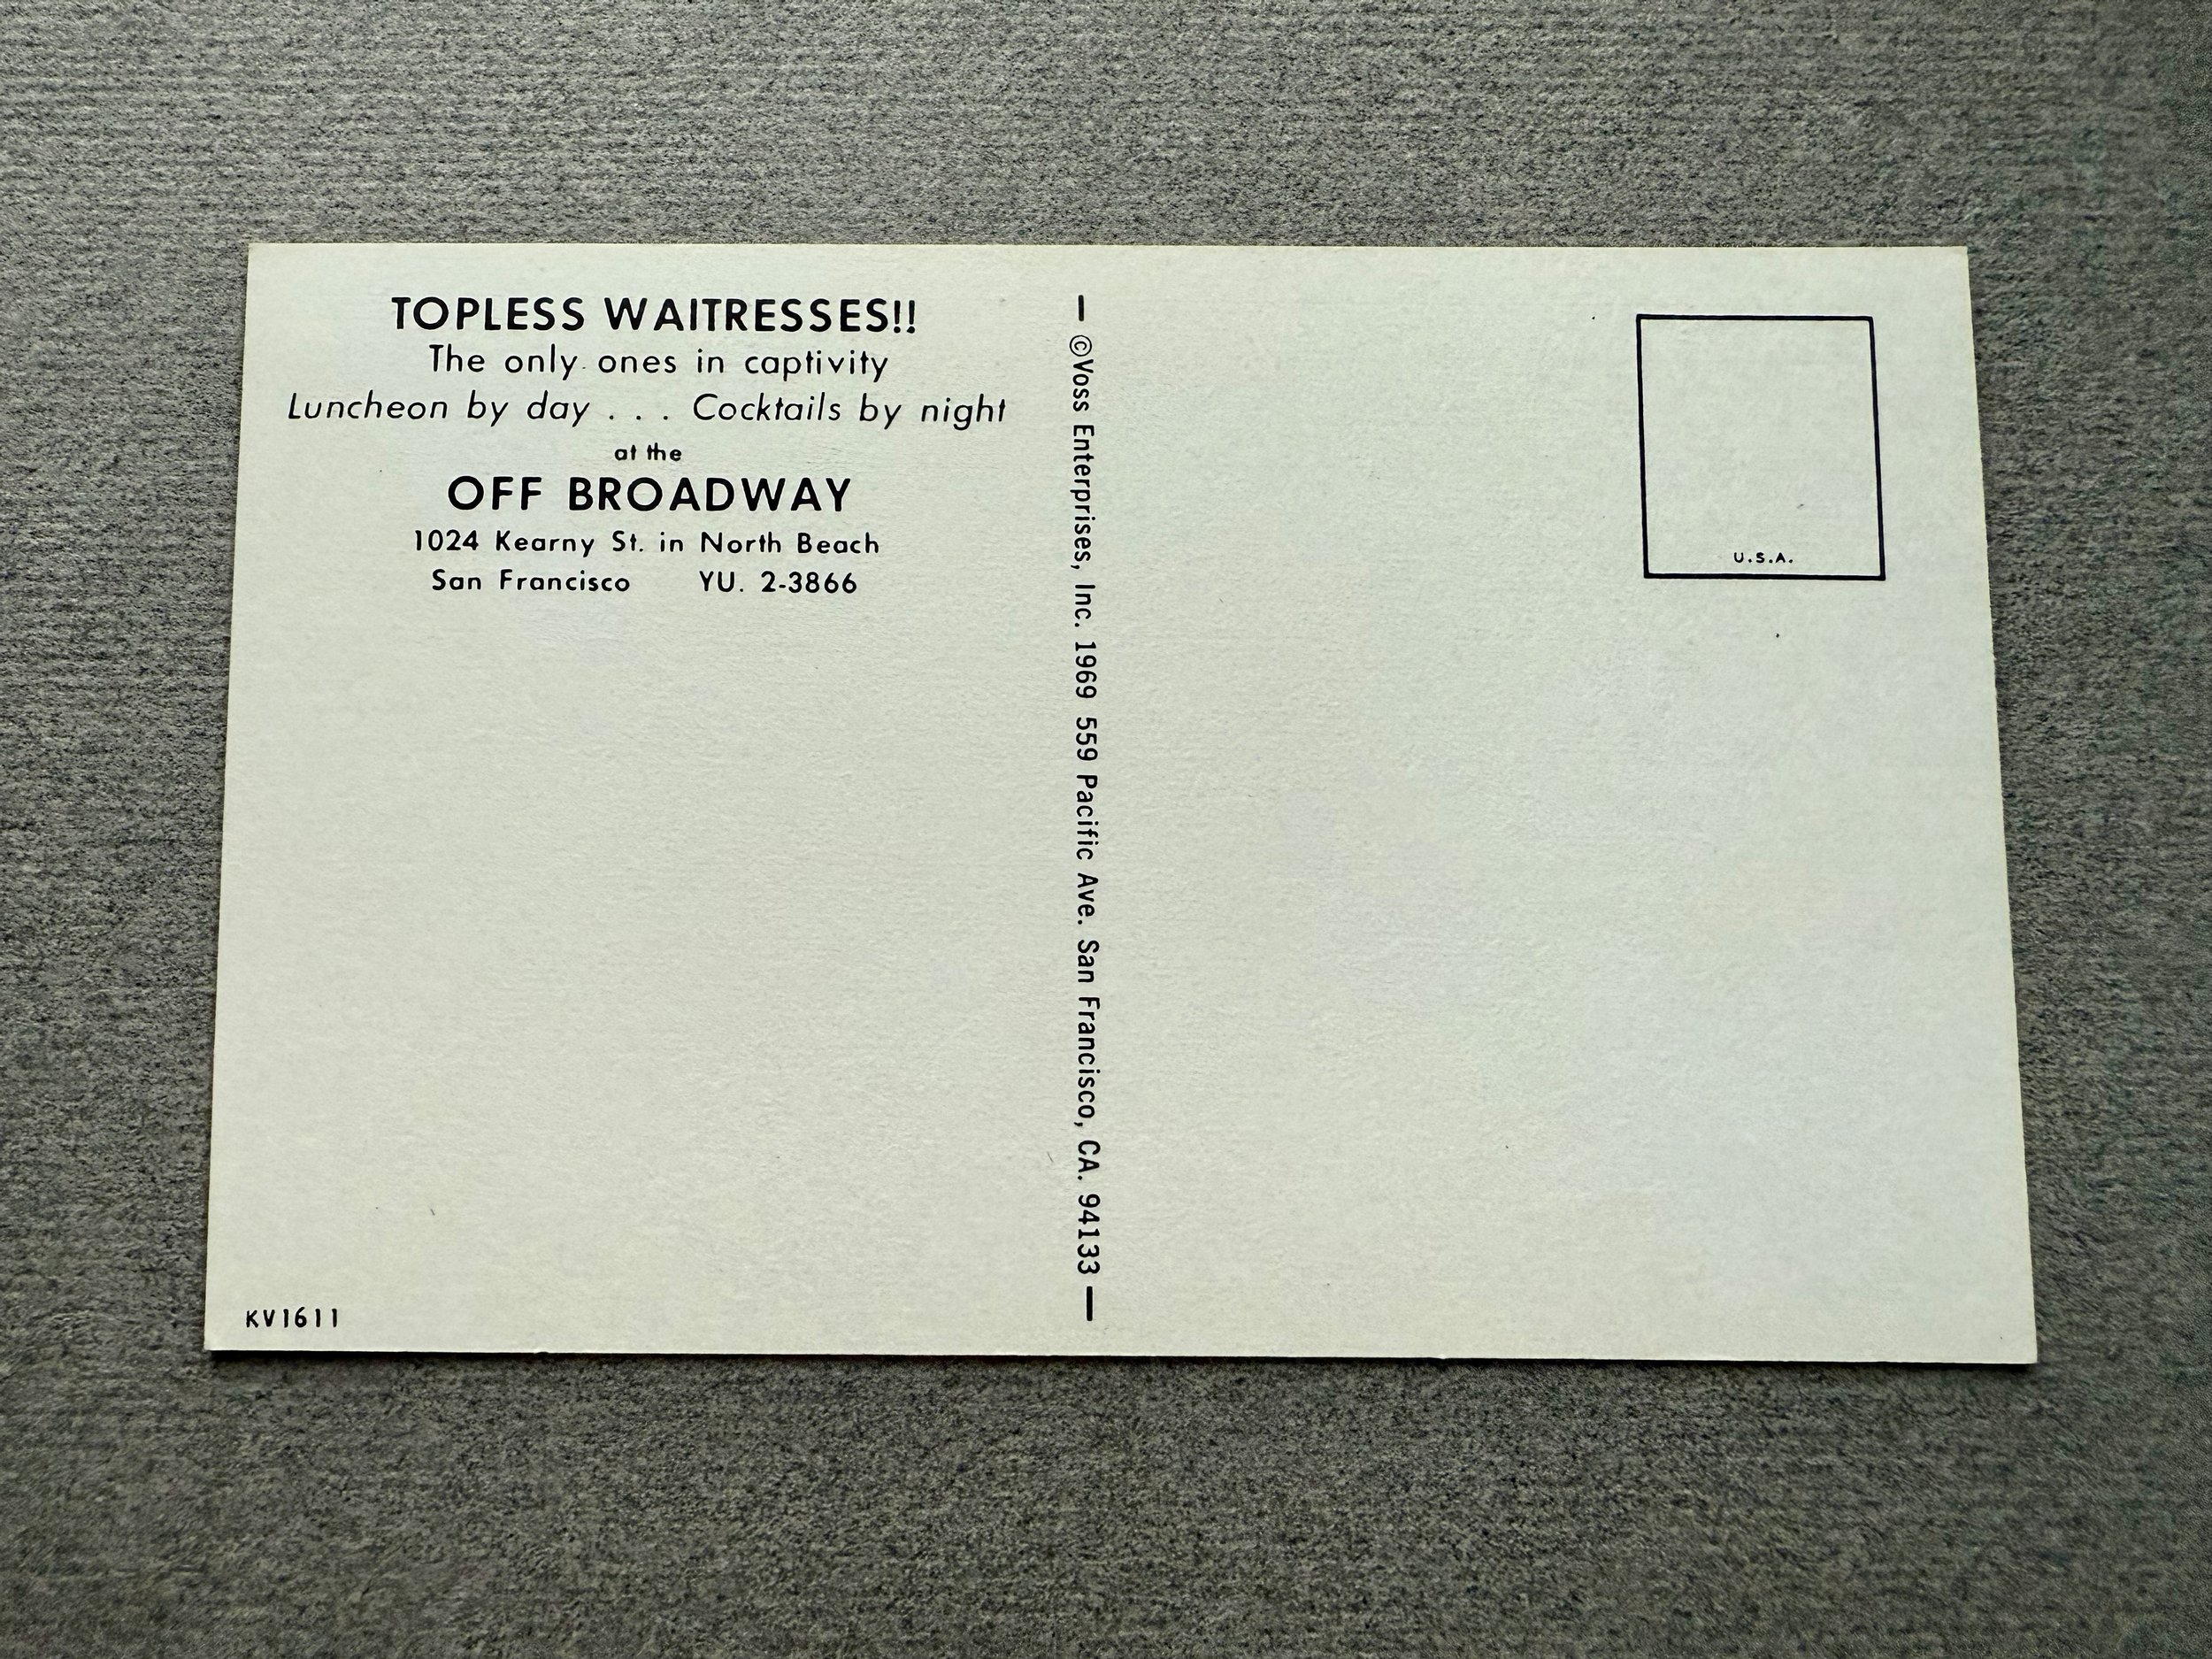 TOPLESS WAITRESSES!!
The only ones in captivity
Luncheon by day . . . Cocktails by night
at the
OFF BROADWAY
1024 Kearny St. in North Beach
San Francisco YU. 2-3866
KV1611
©Voss Enterprises, Inc. 1969 559 Pacific Ave. San Francisco, CA. 94133
U.S.A.